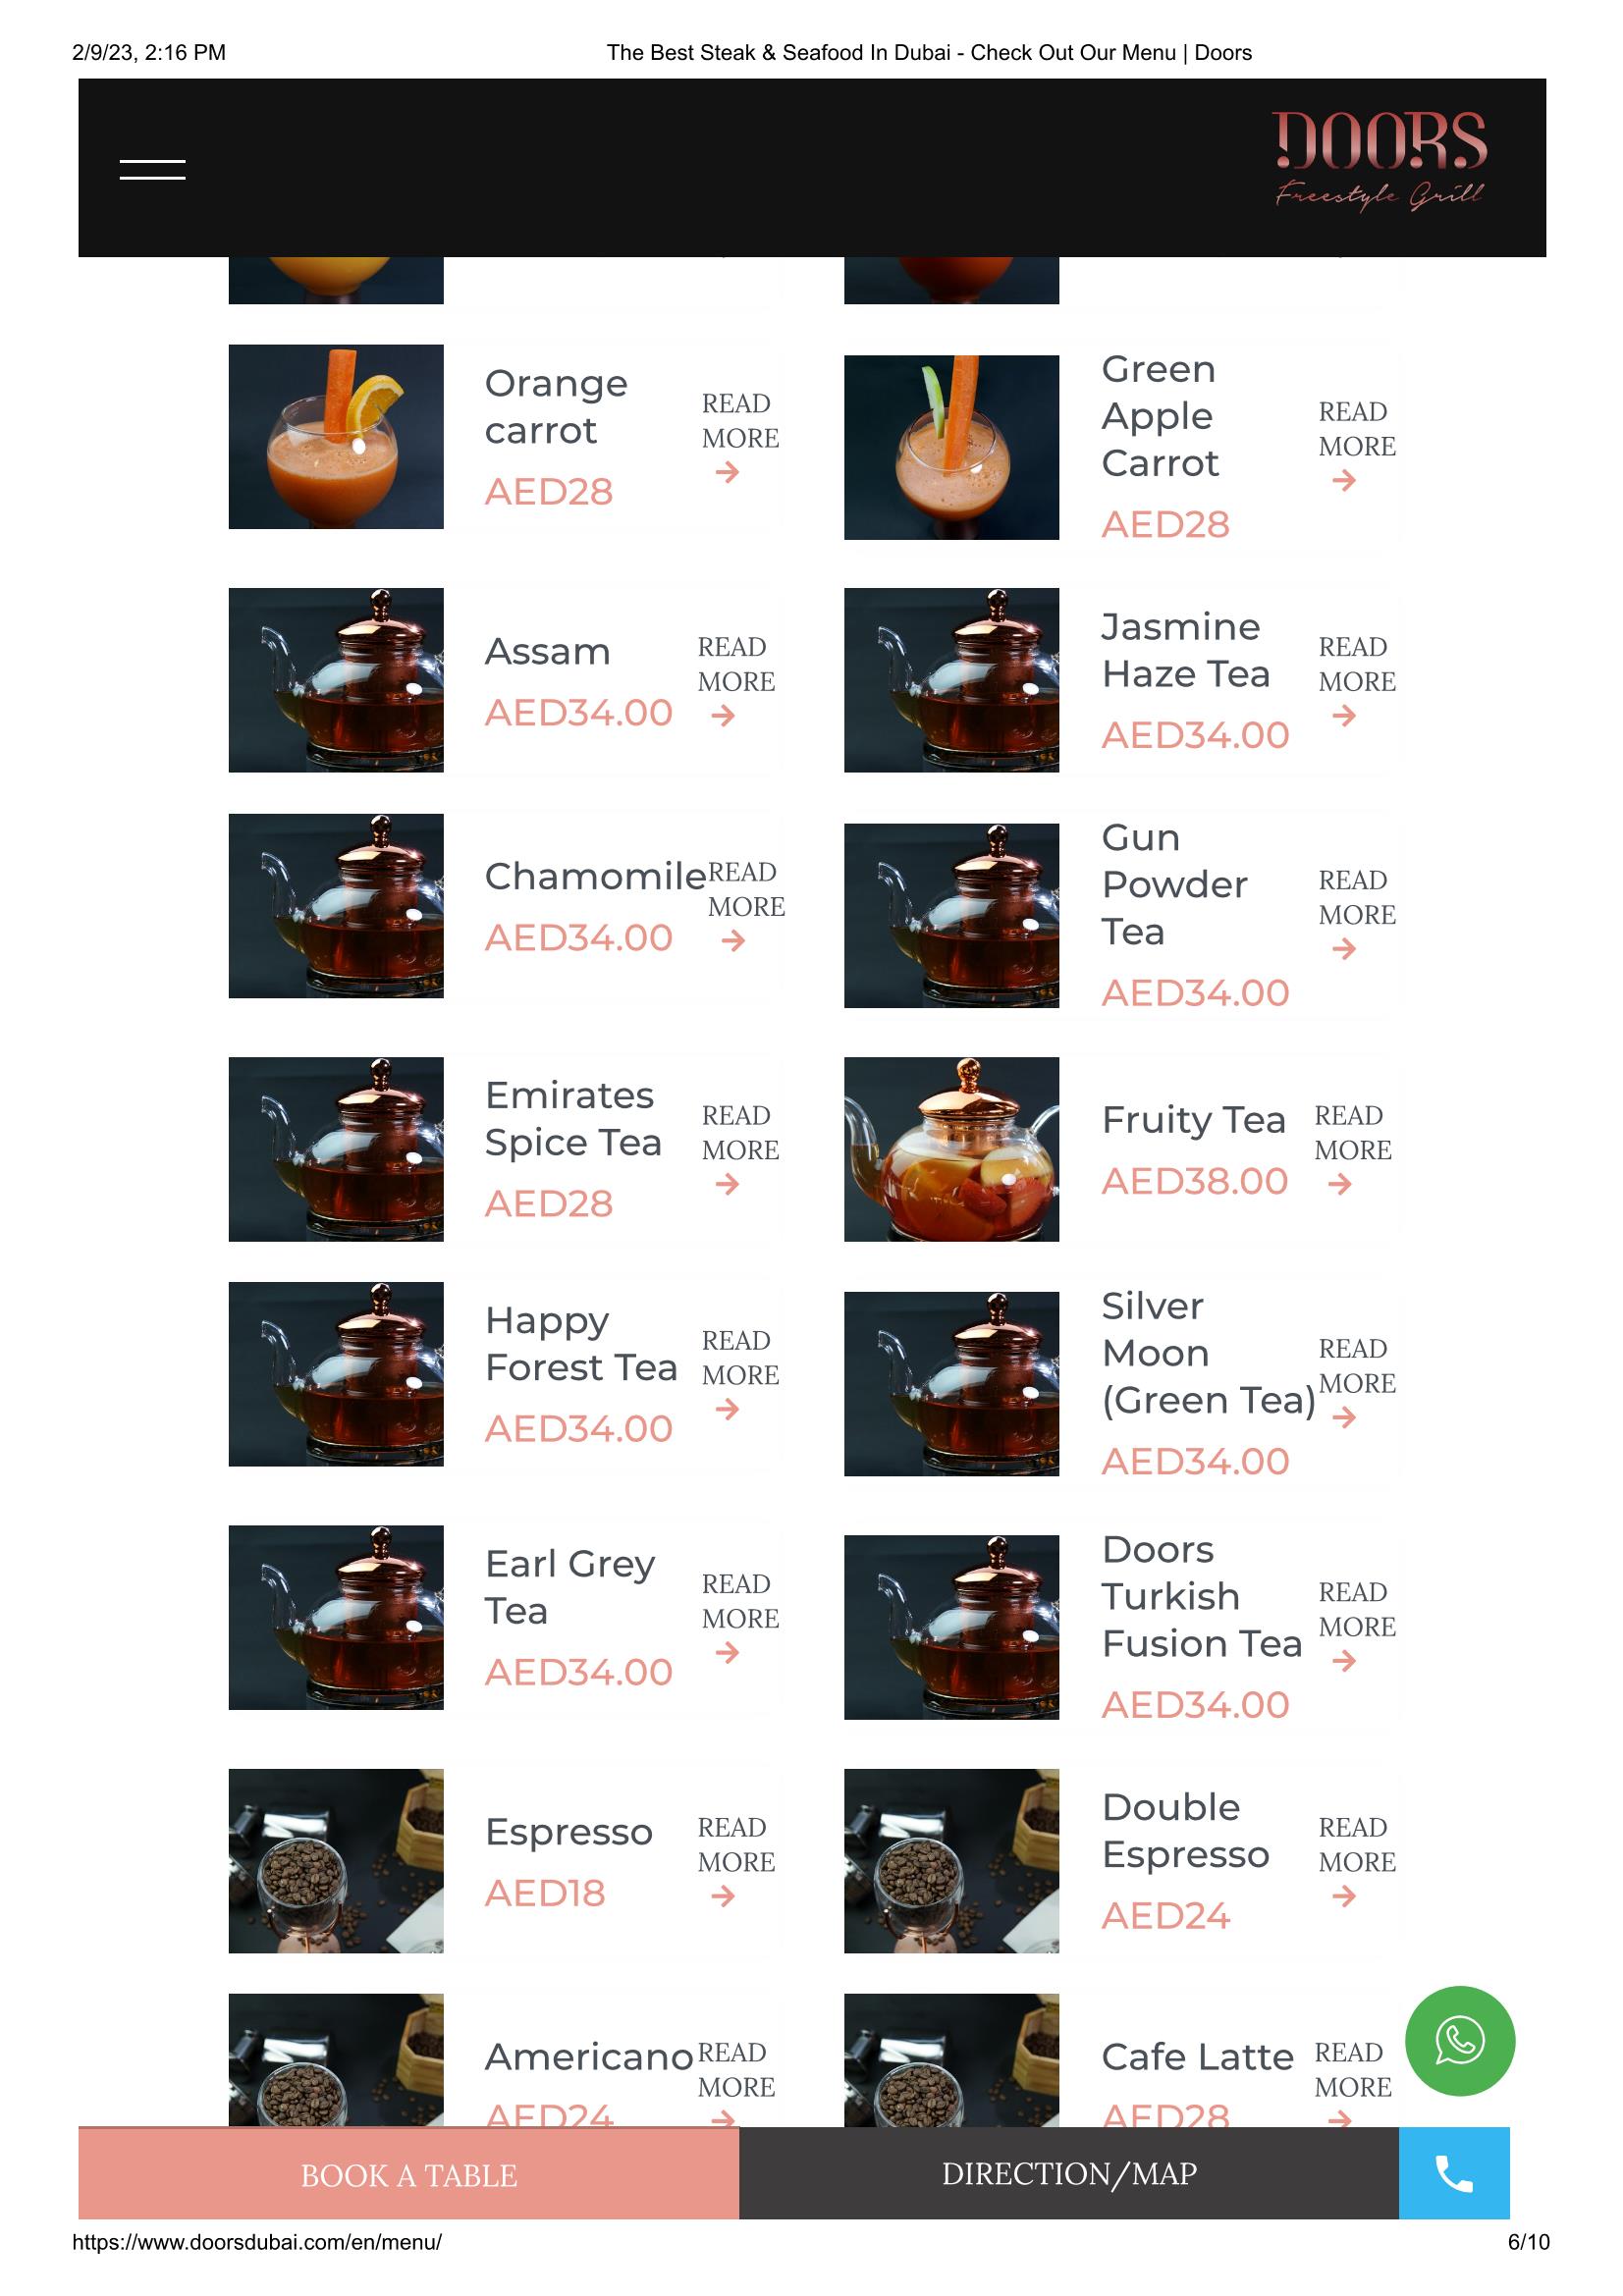 2/9/23, 2:16 PM
The Best Steak & Seafood In Dubai - Check Out Our Menu | Doors
DOORS
Freestyle Grill
Orange
carrot
AED28
READ
MORE
Green
Apple
Carrot
AED28
READ
MORE
Assam
AED34.00
READ
MORE
Jasmine
Haze Tea
AED34.00
READ
MORE
Chamomile
AED34.00
READ
MORE
Gun
Powder
Tea
AED34.00
READ
MORE
Emirates
Spice Tea
AED28
READ
MORE
Fruity Tea
AED38.00
READ
MORE
Happy
Forest Tea
AED34.00
READ
MORE
Silver
Moon
(Green Tea)
AED34.00
READ
MORE
Earl Grey
Tea
AED34.00
READ
MORE
Doors
Turkish
Fusion Tea
AED34.00
READ
MORE
Espresso
AED18
READ
MORE
Double
Espresso
AED24
READ
MORE
Americano
AED24
READ
MORE
Cafe Latte
AED28
READ
MORE
BOOK A TABLE
DIRECTION/MAP
https://www.doorsdubai.com/en/menu/
6/10